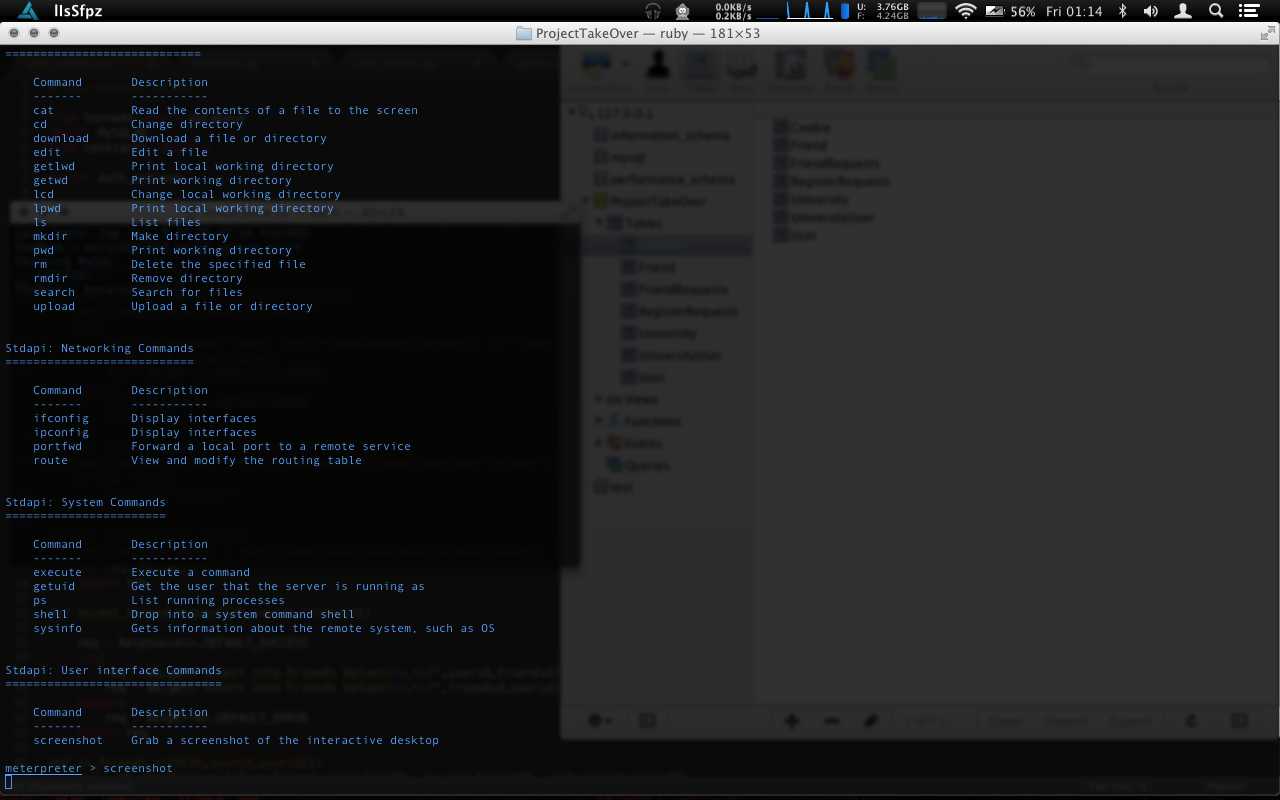 IIsSfpz
0.0KB/s
0.2KB/s
U: 3.76GB
F: 4.24GB
56% Fri 01:14
ProjectTakeOver — ruby — 181×53
============================
Command Description
------- -----------
cat Read the contents of a file to the screen
cd Change directory
download Download a file or directory
edit Edit a file
getlwd Print local working directory
getwd Print working directory
lcd Change local working directory
lpwd Print local working directory
ls List files
mkdir Make directory
pwd Print working directory
rm Delete the specified file
rmdir Remove directory
search Search for files
upload Upload a file or directory
Stdapi: Networking Commands
===========================
Command Description
------- -----------
ifconfig Display interfaces
ipconfig Display interfaces
portfwd Forward a local port to a remote service
route View and modify the routing table
Stdapi: System Commands
=======================
Command Description
------- -----------
execute Execute a command
getuid Get the user that the server is running as
ps List running processes
shell Drop into a system command shell
sysinfo Gets information about the remote system, such as OS
Stdapi: User interface Commands
===============================
Command Description
------- -----------
screenshot Grab a screenshot of the interactive desktop
meterpreter > screenshot
127.0.0.1
information_schema
mysql
performance_schema
ProjectTakeOver
Tables
Friend
FriendRequests
RegisterRequests
University
UniversityUser
User
Views
Functions
Events
Queries
test
Cookie
Friend
FriendRequests
RegisterRequests
University
UniversityUser
User